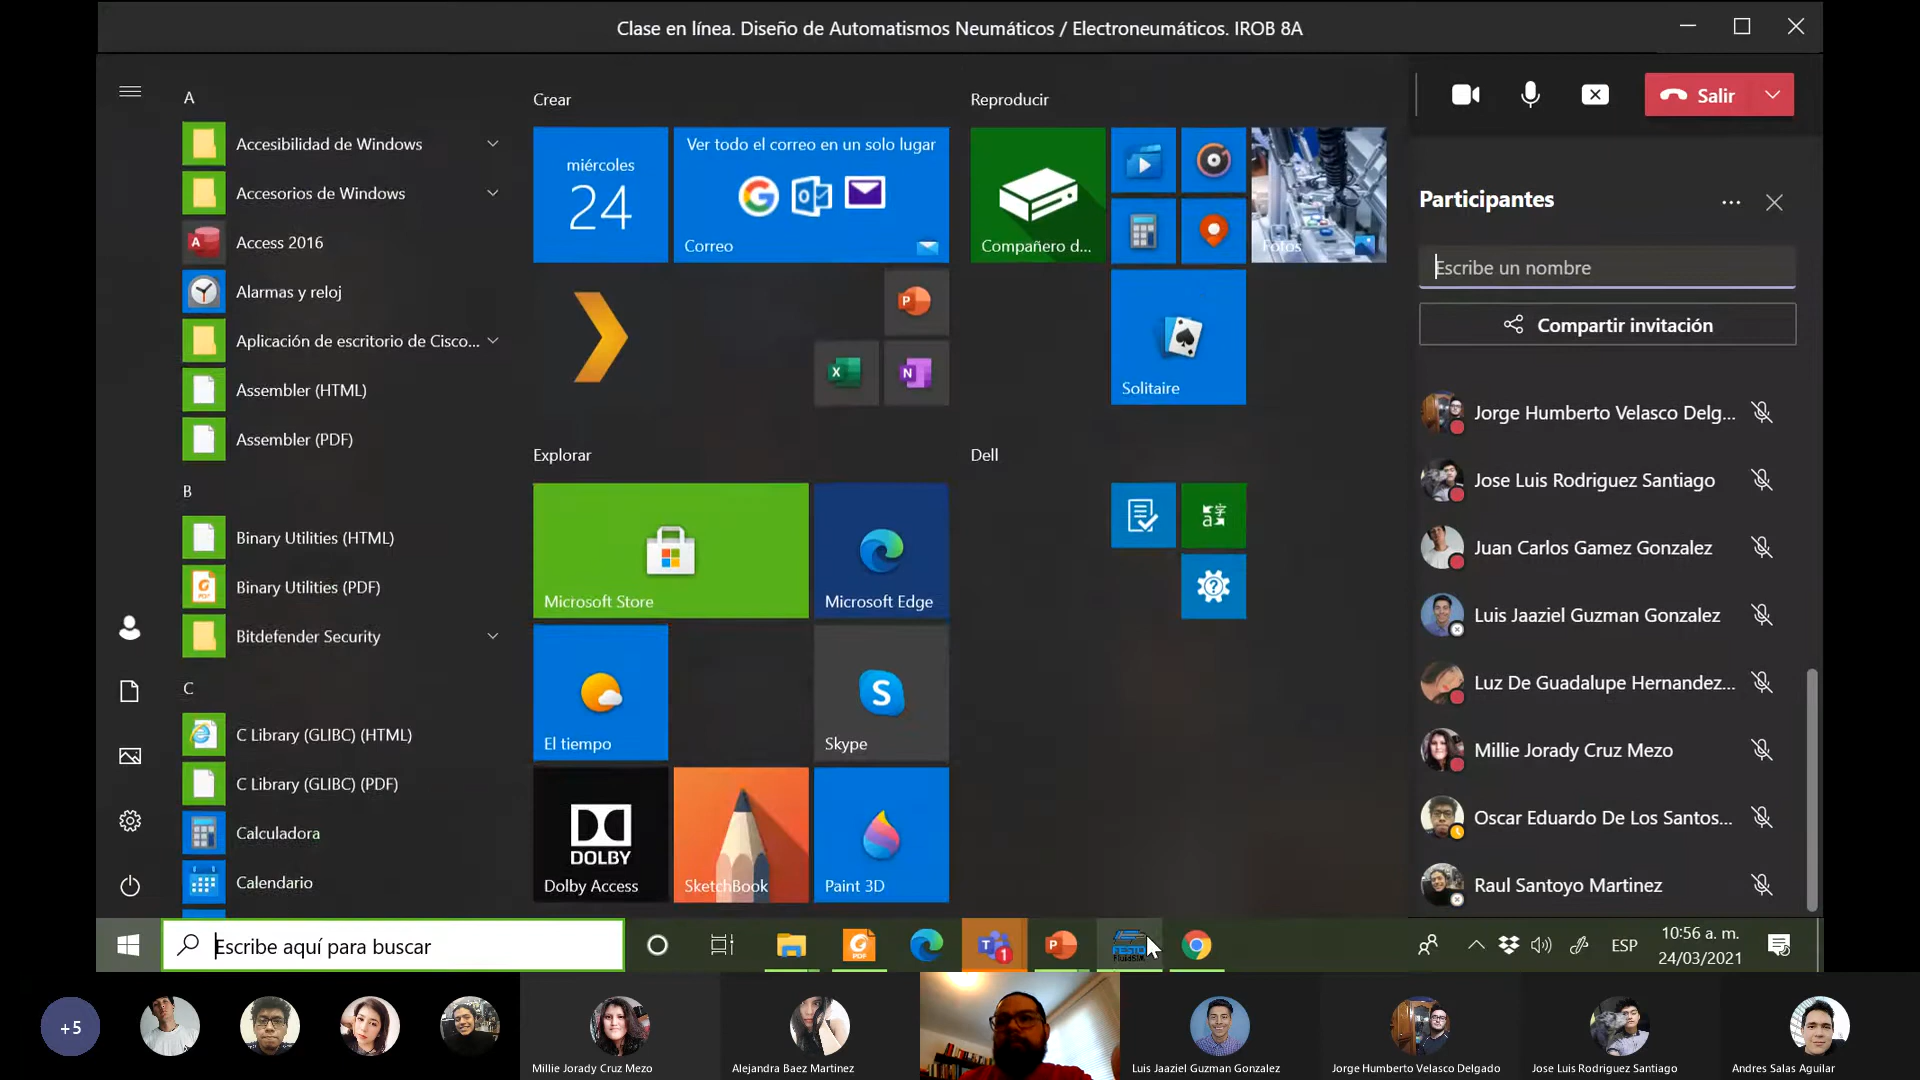 Clase en línea. Diseño de Automatismos Neumáticos / Electroneumáticos. IROB 8A
A
Accesibilidad de Windows
Accesorios de Windows
Access 2016
Alarmas y reloj
Aplicación de escritorio de Cisco...
Assembler (HTML)
Assembler (PDF)
B
Binary Utilities (HTML)
Binary Utilities (PDF)
Bitdefender Security
C
C Library (GLIBC) (HTML)
C Library (GLIBC) (PDF)
Calculadora
Calendario
Crear
miércoles
24
Ver todo el correo en un solo lugar
Correo
Explorar
Microsoft Store
Microsoft Edge
El tiempo
Skype
DOLBY
Dolby Access
SketchBook
Paint 3D
Reproducir
Compañero d...
Fotos
Solitaire
Dell
Salir
Participantes
Escribe un nombre
Compartir invitación
Jorge Humberto Velasco Delg...
Jose Luis Rodriguez Santiago
Juan Carlos Gamez Gonzalez
Luis Jaaziel Guzman Gonzalez
Luz De Guadalupe Hernandez...
Millie Jorady Cruz Mezo
Oscar Eduardo De Los Santos...
Raul Santoyo Martinez
Escribe aquí para buscar
FESTO
ESP
10:56 a. m.
24/03/2021
+5
Millie Jorady Cruz Mezo
Alejandra Baez Martinez
Luis Jaaziel Guzman Gonzalez
Jorge Humberto Velasco Delgado
Jose Luis Rodriguez Santiago
Andres Salas Aguilar